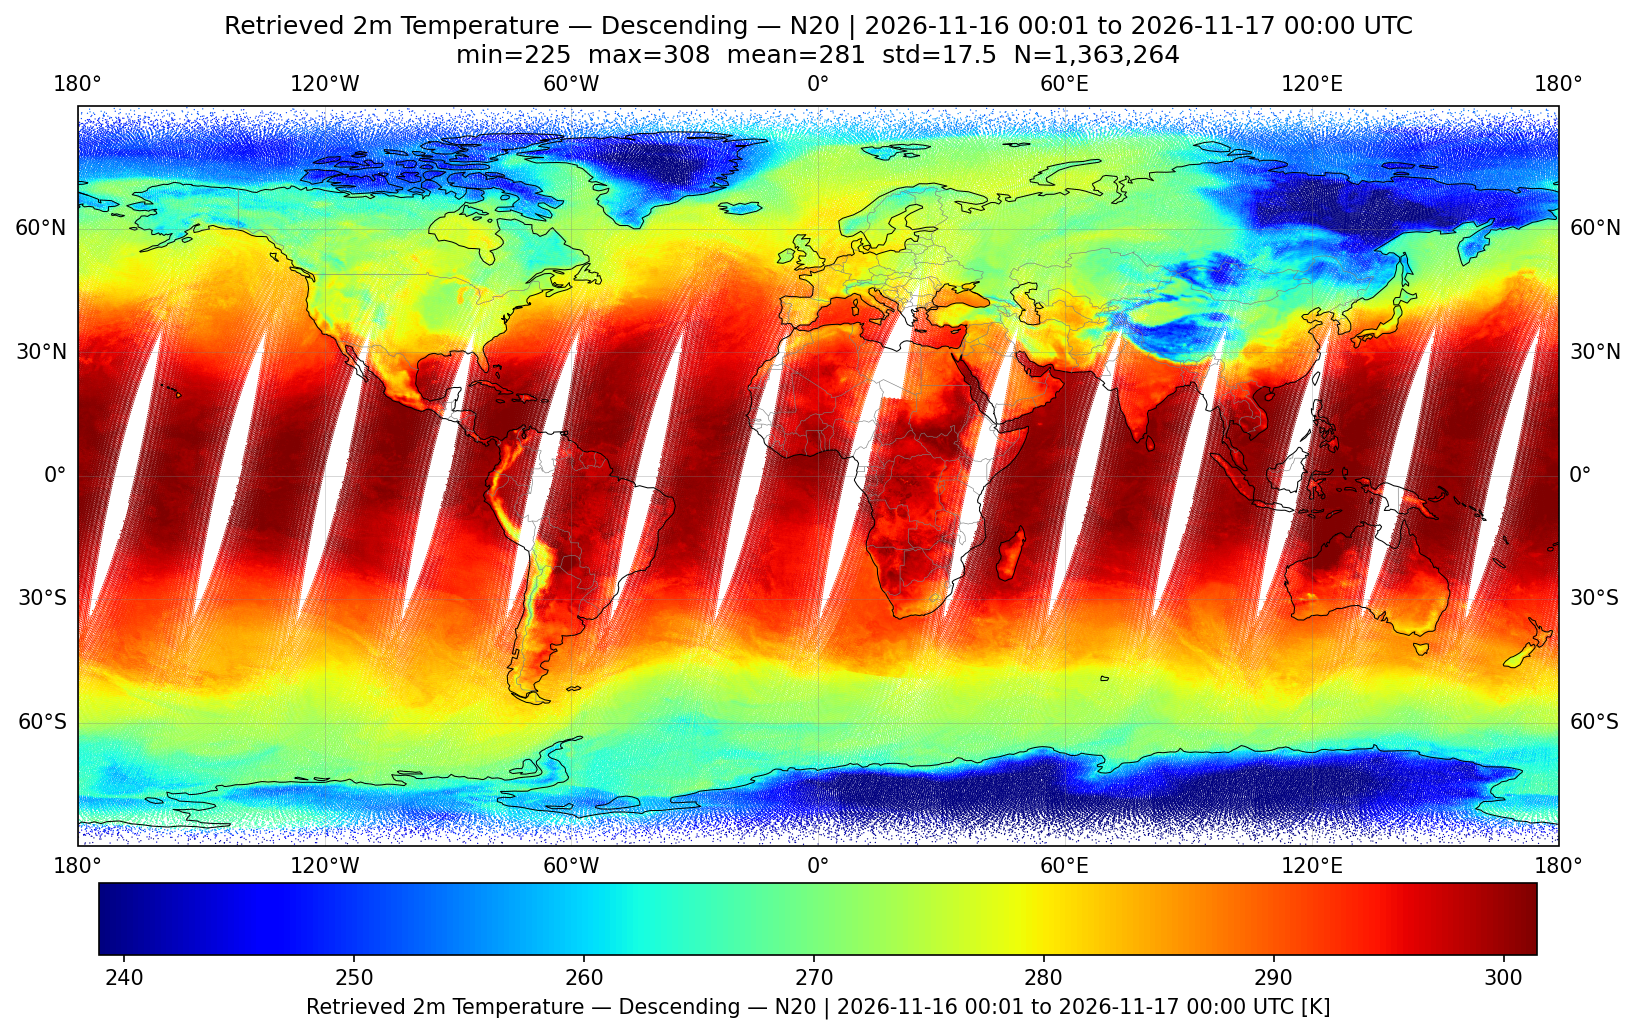 Retrieved 2m Temperature — Descending — N20 | 2026-11-16 00:01 to 2026-11-17 00:00 UTC
min=225  max=308  mean=281  std=17.5  N=1,363,264
180° 120°W 60°W 0° 60°E 120°E 180°
60°N 60°N
30°N 30°N
0° 0°
30°S 30°S
60°S 60°S
180° 120°W 60°W 0° 60°E 120°E 180°
240 250 260 270 280 290 300
Retrieved 2m Temperature — Descending — N20 | 2026-11-16 00:01 to 2026-11-17 00:00 UTC [K]